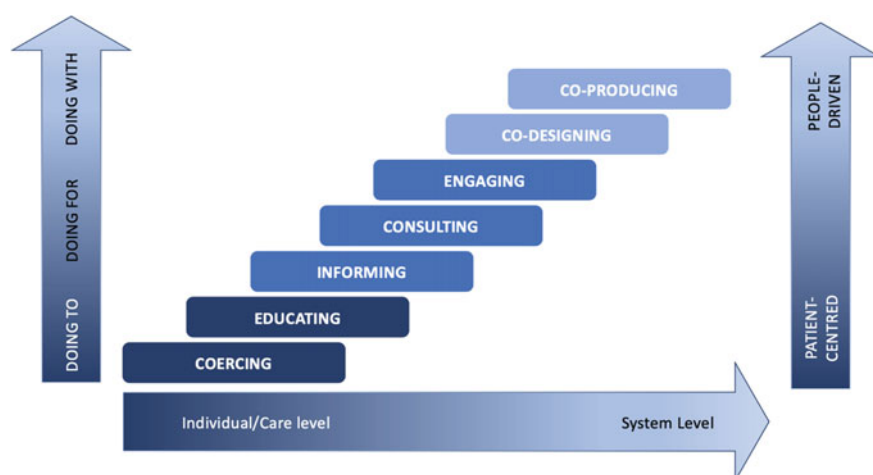 DOING WITH
DOING FOR
DOING TO
CO-PRODUCING
CO-DESIGNING
ENGAGING
CONSULTING
INFORMING
EDUCATING
COERCING
PEOPLE-
DRIVEN
PATIENT-
CENTRED
Individual/Care level
System Level